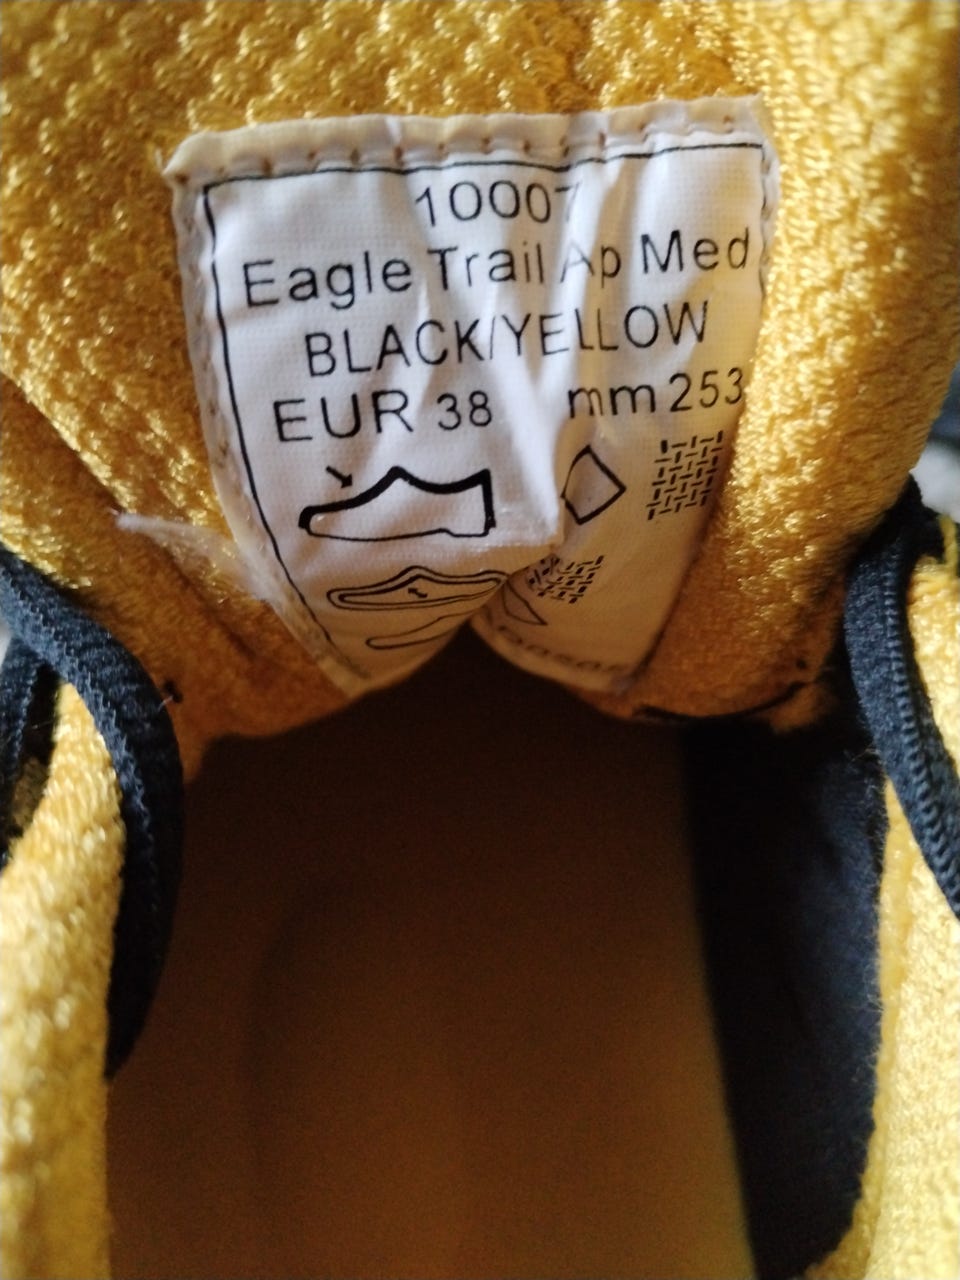 10007
Eagle Trail Ap Med
BLACK/YELLOW
EUR 38 mm 253